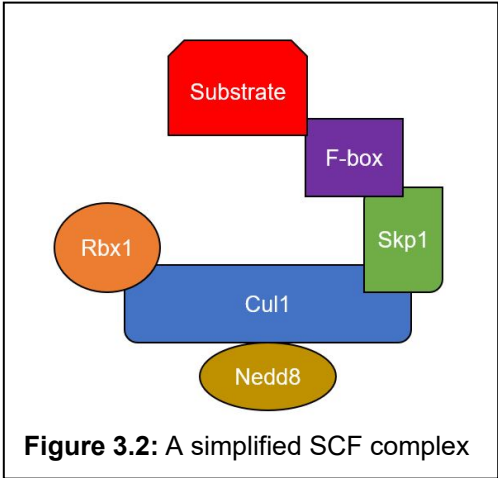 Substrate
F-box
Skp1
Rbx1
Cul1
Nedd8
Figure 3.2: A simplified SCF complex